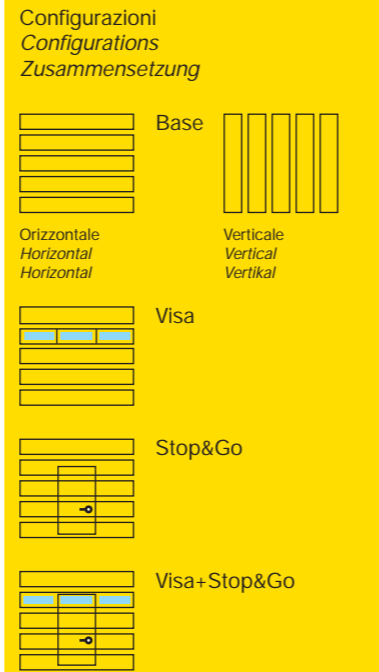 Configurazioni
Configurations
Zusammensetzung
Base
Orizzontale
Horizontal
Horizontal
Verticale
Vertical
Vertikal
Visa
Stop&Go
Visa+Stop&Go